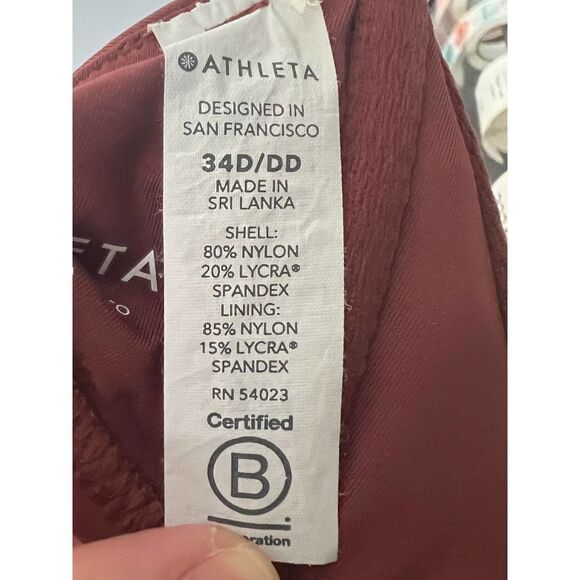 ATHLETA
DESIGNED IN
SAN FRANCISCO
34D/DD
MADE IN
SRI LANKA
SHELL:
80% NYLON
20% LYCRA®
SPANDEX
LINING:
85% NYLON
15% LYCRA®
SPANDEX
RN 54023
Certified
B
ETA